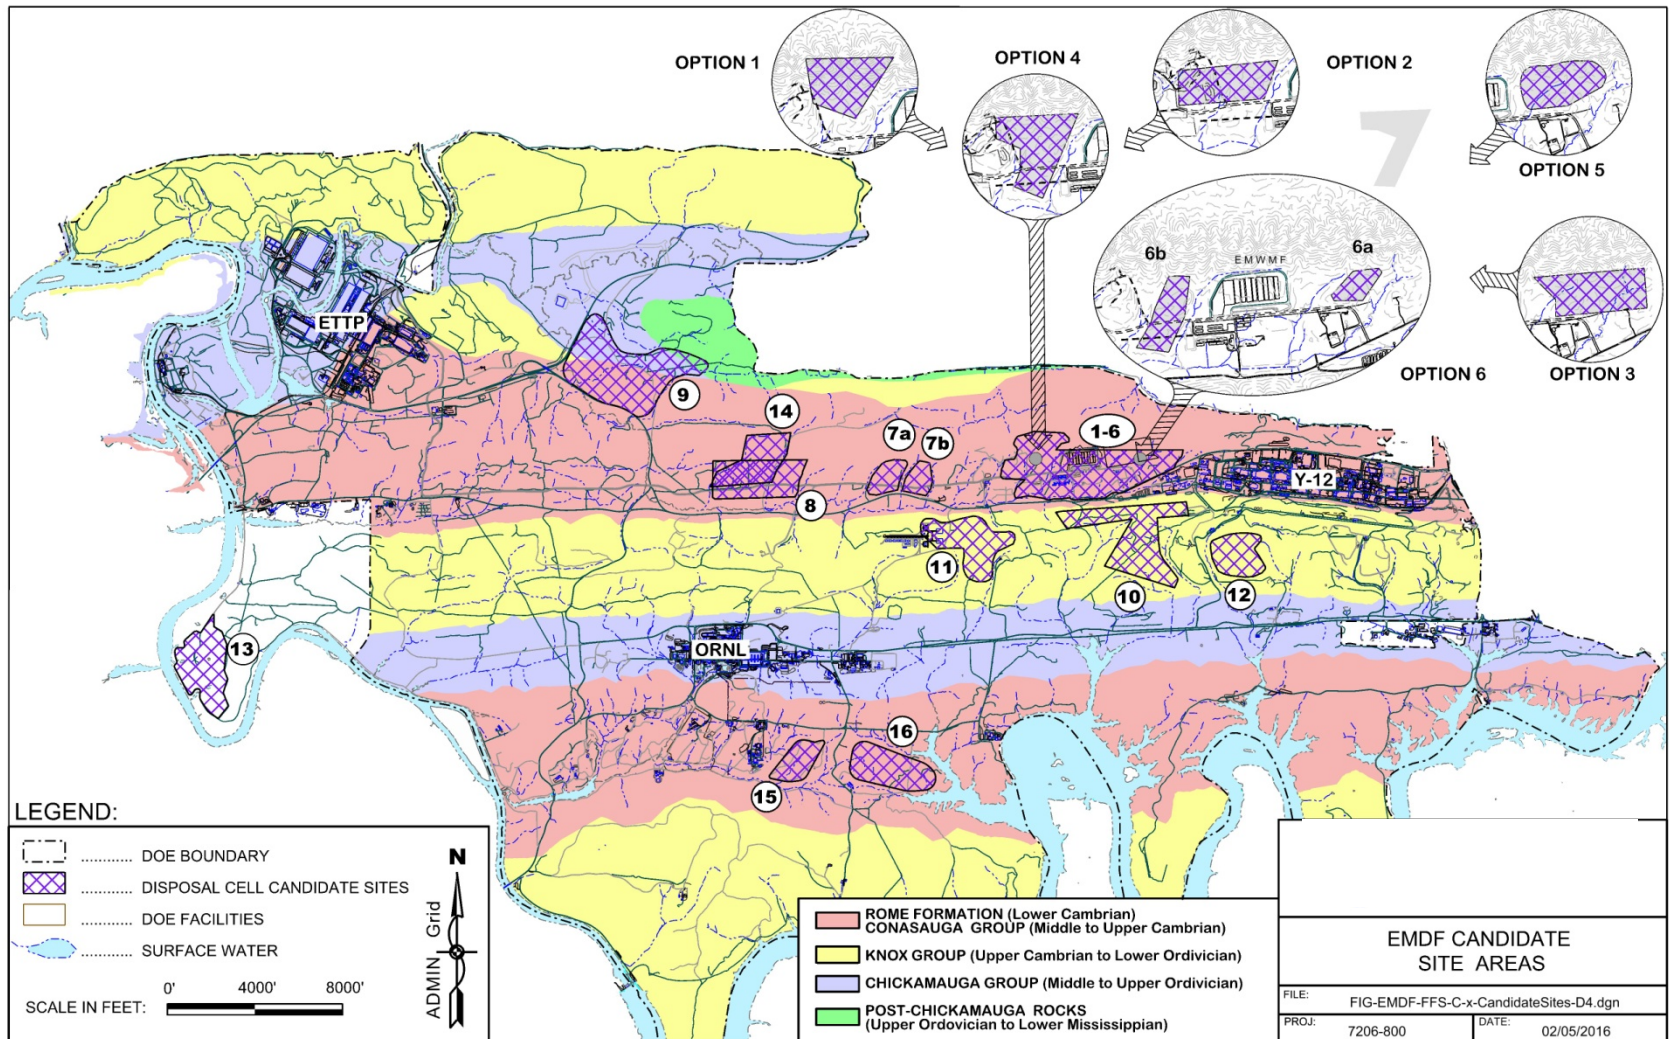 OPTION 1
OPTION 4
OPTION 2
OPTION 5
6b
EMWMF
6a
OPTION 6
OPTION 3
ETTP
9
14
7a
7b
1-6
Y-12
8
11
10
12
13
ORNL
16
15
LEGEND:
............ DOE BOUNDARY
............ DISPOSAL CELL CANDIDATE SITES
............ DOE FACILITIES
............ SURFACE WATER
SCALE IN FEET:
0' 4000' 8000'
N
ADMIN Grid
ROME FORMATION (Lower Cambrian)
CONASAUGA GROUP (Middle to Upper Cambrian)
KNOX GROUP (Upper Cambrian to Lower Ordivician)
CHICKAMAUGA GROUP (Middle to Upper Ordivician)
POST-CHICKAMAUGA ROCKS
(Upper Ordovician to Lower Mississippian)
EMDF CANDIDATE
SITE AREAS
FILE: FIG-EMDF-FFS-C-x-CandidateSites-D4.dgn
PROJ: 7206-800
DATE: 02/05/2016